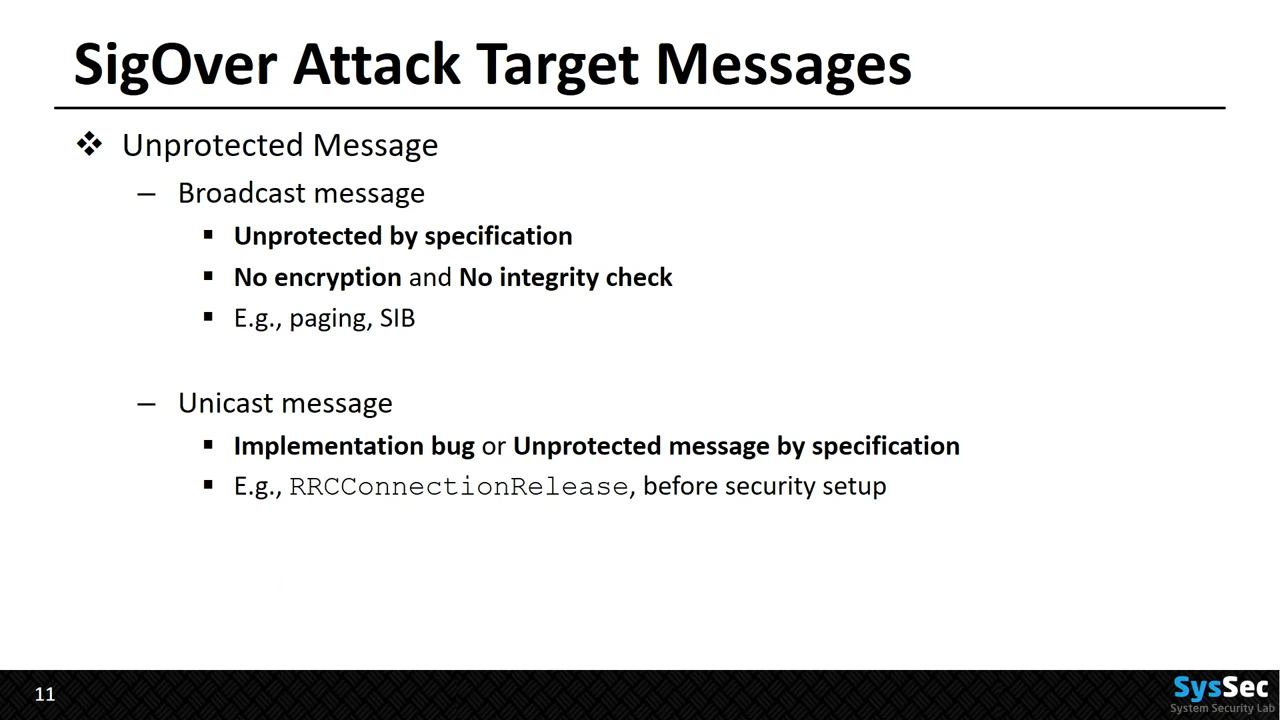 SigOver Attack Target Messages
❖ Unprotected Message
– Broadcast message
▪ Unprotected by specification
▪ No encryption and No integrity check
▪ E.g., paging, SIB
– Unicast message
▪ Implementation bug or Unprotected message by specification
▪ E.g., RRCConnectionRelease, before security setup
11
SysSec
System Security Lab